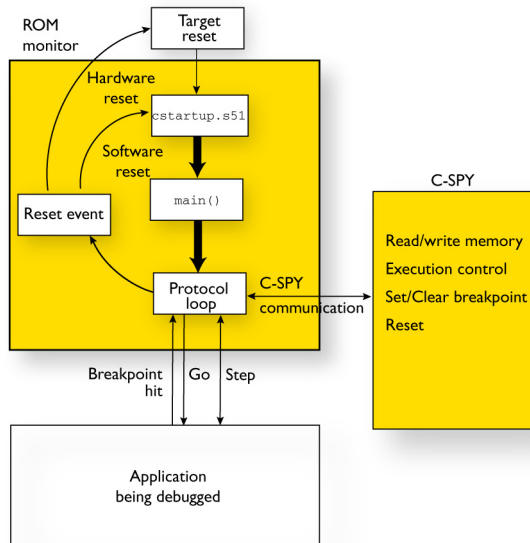 ROM
monitor
Target
reset
Hardware
reset
cstartup.s51
Software
reset
main()
Reset event
Protocol
loop
C-SPY
communication
Breakpoint
hit
Go
Step
Application
being debugged
C-SPY
Read/write memory
Execution control
Set/Clear breakpoint
Reset